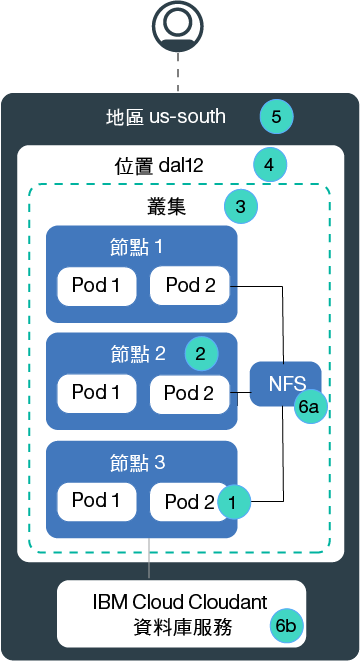 地區 us-south 5
位置 dal12 4
叢集 3
節點 1
Pod 1 Pod 2
節點 2 2
Pod 1 Pod 2
NFS
6a
節點 3
Pod 1 Pod 2 1
IBM Cloud Cloudant
資料庫服務 6b